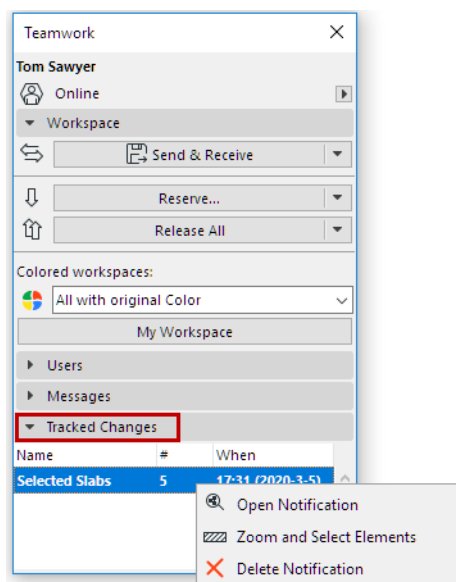 Teamwork
Tom Sawyer
Online
Workspace
Send & Receive
Reserve...
Release All
Colored workspaces:
All with original Color
My Workspace
Users
Messages
Tracked Changes
Name # When
Selected Slabs 5 17:31 (2020-3-5)
Open Notification
Zoom and Select Elements
Delete Notification